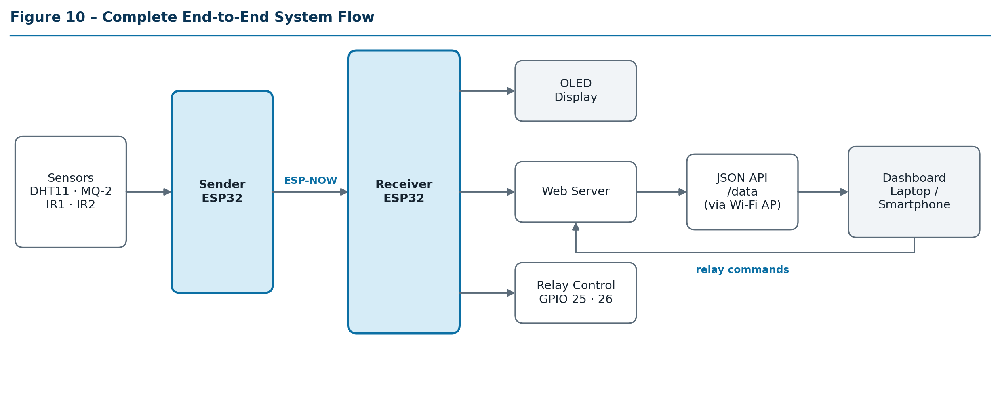 Figure 10 – Complete End-to-End System Flow
Sensors
DHT11 · MQ-2
IR1 · IR2
Sender
ESP32
ESP-NOW
Receiver
ESP32
OLED
Display
Web Server
JSON API
/data
(via Wi-Fi AP)
Dashboard
Laptop /
Smartphone
relay commands
Relay Control
GPIO 25 · 26